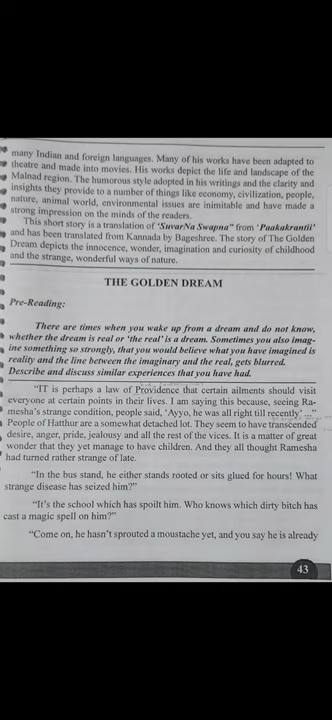 many Indian and foreign languages. Many of his works have been adapted to
theatre and made into movies. His works depict the life and landscape of the
Malnad region. The humorous style adopted in his writings and the clarity and
insights they provide to a number of things like economy, civilization, people,
nature, animal world, environmental issues are inimitable and have made a
strong impression on the minds of the readers.
This short story is a translation of 'SuvarNa Swapna" from 'Paakakrantii'
and has been translated from Kannada by Bageshree. The story of The Golden
Dream depicts the innocence, wonder, imagination and curiosity of childhood
and the strange, wonderful ways of nature.
THE GOLDEN DREAM
Pre-Reading:
There are times when you wake up from a dream and do not know,
whether the dream is real or 'the real' is a dream. Sometimes you also imag-
ine something so strongly, that you would believe what you have imagined is
reality and the line between the imaginary and the real, gets blurred.
Describe and discuss similar experiences that you have had.
"IT is perhaps a law of Providence that certain ailments should visit
everyone at certain points in their lives. I am saying this because, seeing Ra-
mesha's strange condition, people said, 'Ayyo, he was all right till recently' ..."
People of Hatthur are a somewhat detached lot. They seem to have transcended
desire, anger, pride, jealousy and all the rest of the vices. It is a matter of great
wonder that they yet manage to have children. And they all thought Ramesha
had turned rather strange of late.
"In the bus stand, he either stands rooted or sits glued for hours! What
strange disease has seized him?"
"It's the school which has spoilt him. Who knows which dirty bitch has
cast a magic spell on him?"
"Come on, he hasn't sprouted a moustache yet, and you say he is already
43